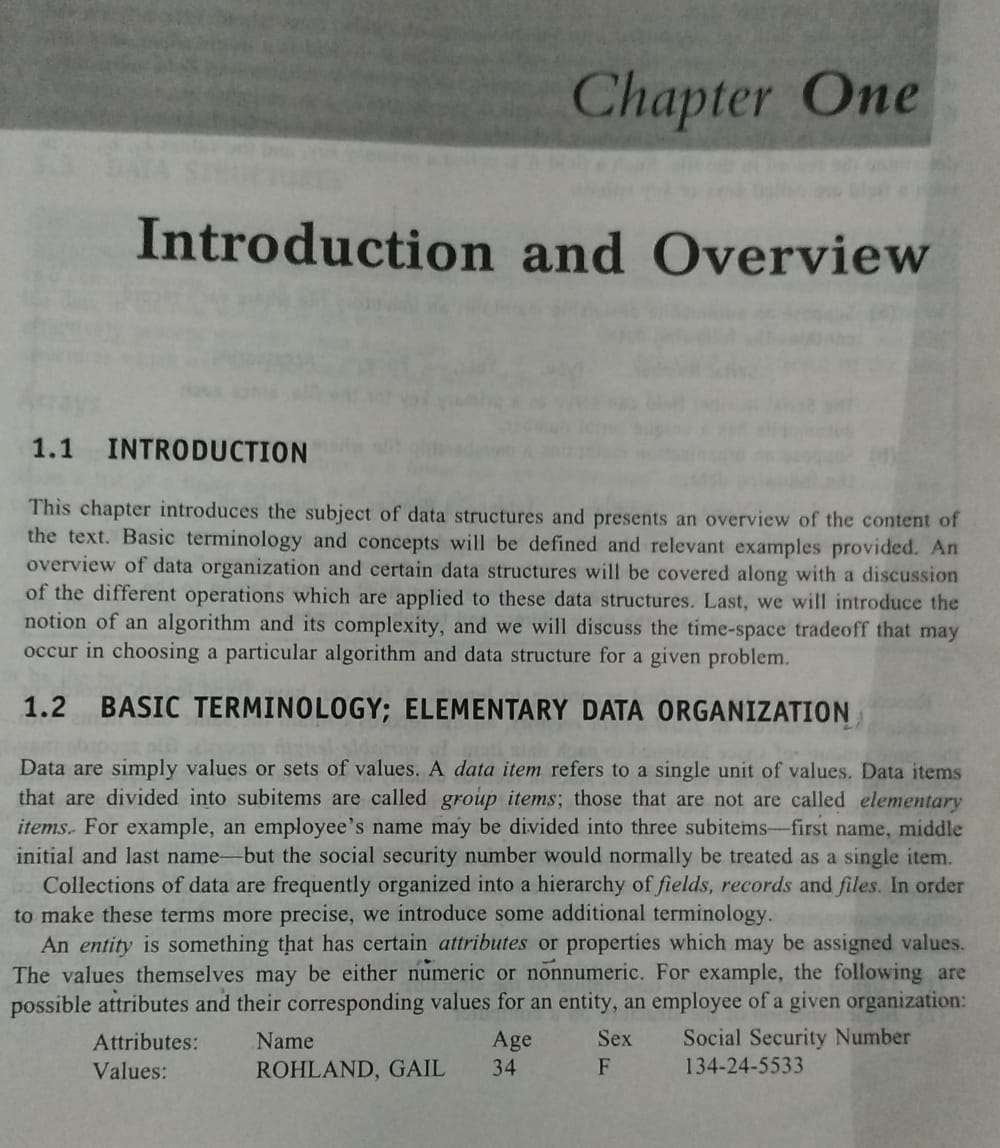 Chapter One
Introduction and Overview
1.1 INTRODUCTION
This chapter introduces the subject of data structures and presents an overview of the content of
the text. Basic terminology and concepts will be defined and relevant examples provided. An
overview of data organization and certain data structures will be covered along with a discussion
of the different operations which are applied to these data structures. Last, we will introduce the
notion of an algorithm and its complexity, and we will discuss the time-space tradeoff that may
occur in choosing a particular algorithm and data structure for a given problem.
1.2 BASIC TERMINOLOGY; ELEMENTARY DATA ORGANIZATION
Data are simply values or sets of values. A data item refers to a single unit of values. Data items
that are divided into subitems are called group items; those that are not are called elementary
items. For example, an employee's name may be divided into three subitems—first name, middle
initial and last name—but the social security number would normally be treated as a single item.
Collections of data are frequently organized into a hierarchy of fields, records and files. In order
to make these terms more precise, we introduce some additional terminology.
An entity is something that has certain attributes or properties which may be assigned values.
The values themselves may be either numeric or nonnumeric. For example, the following are
possible attributes and their corresponding values for an entity, an employee of a given organization:
Attributes: Name Age Sex Social Security Number
Values: ROHLAND, GAIL 34 F 134-24-5533